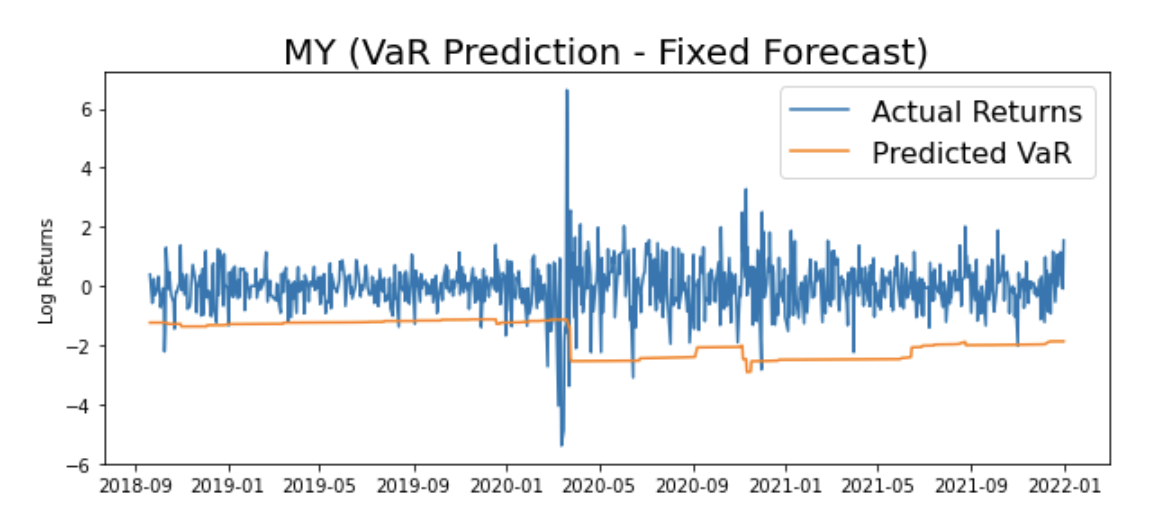 MY (VaR Prediction - Fixed Forecast)
Actual Returns
Predicted VaR
Log Returns
6
4
2
0
−2
−4
−6
2018-09 2019-01 2019-05 2019-09 2020-01 2020-05 2020-09 2021-01 2021-05 2021-09 2022-01